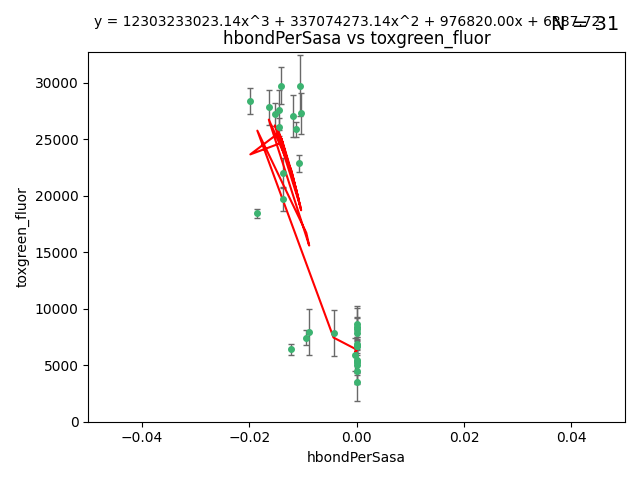 y = 12303233023.14x^3 + 337074273.14x^2 + 976820.00x +
N = 31
hbondPerSasa vs toxgreen_fluor
30000
25000
20000
15000
10000
5000
0
toxgreen_fluor
−0.04
−0.02
0.00
0.02
0.04
hbondPerSasa